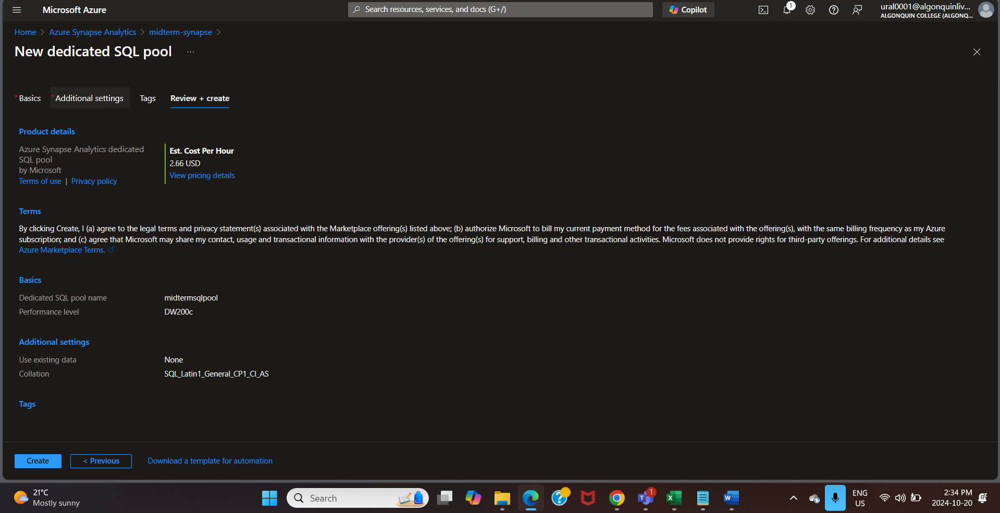 Microsoft Azure
Search resources, services, and docs (G+/)
Copilot
5
ural0001@algonquinliv...
ALGONQUIN COLLEGE (ALGONQ...
Home > Azure Synapse Analytics > midterm-synapse >
New dedicated SQL pool ...
* Basics
* Additional settings
Tags
Review + create
Product details
Azure Synapse Analytics dedicated
SQL pool
by Microsoft
Terms of use | Privacy policy
Est. Cost Per Hour
2.66 USD
View pricing details
Terms
By clicking Create, I (a) agree to the legal terms and privacy statement(s) associated with the Marketplace offering(s) listed above; (b) authorize Microsoft to bill my current payment method for the fees associated with the offering(s), with the same billing frequency as my Azure
subscription; and (c) agree that Microsoft may share my contact, usage and transactional information with the provider(s) of the offering(s) for support, billing and other transactional activities. Microsoft does not provide rights for third-party offerings. For additional details see
Azure Marketplace Terms.
Basics
Dedicated SQL pool name midtermsqlpool
Performance level DW200c
Additional settings
Use existing data None
Collation SQL_Latin1_General_CP1_CI_AS
Tags
Create
< Previous
Download a template for automation
21°C
Mostly sunny
Search
1
ENG
US
2:34 PM
2024-10-20